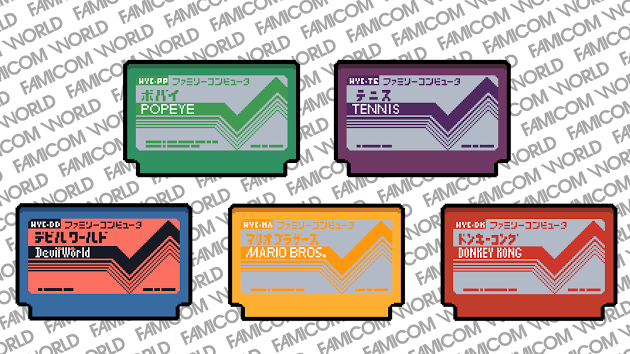 HVC-PP ファミリーコンピュータ
ポパイ
POPEYE
HVC-TE ファミリーコンピュータ
テニス
TENNIS
HVC-DD ファミリーコンピュータ
デビルワールド
DevilWorld
HVC-MA ファミリーコンピュータ
マリオブラザーズ
MARIO BROS.
HVC-DK ファミリーコンピュータ
ドンキーコング
DONKEY KONG
FAMICOM WORLD